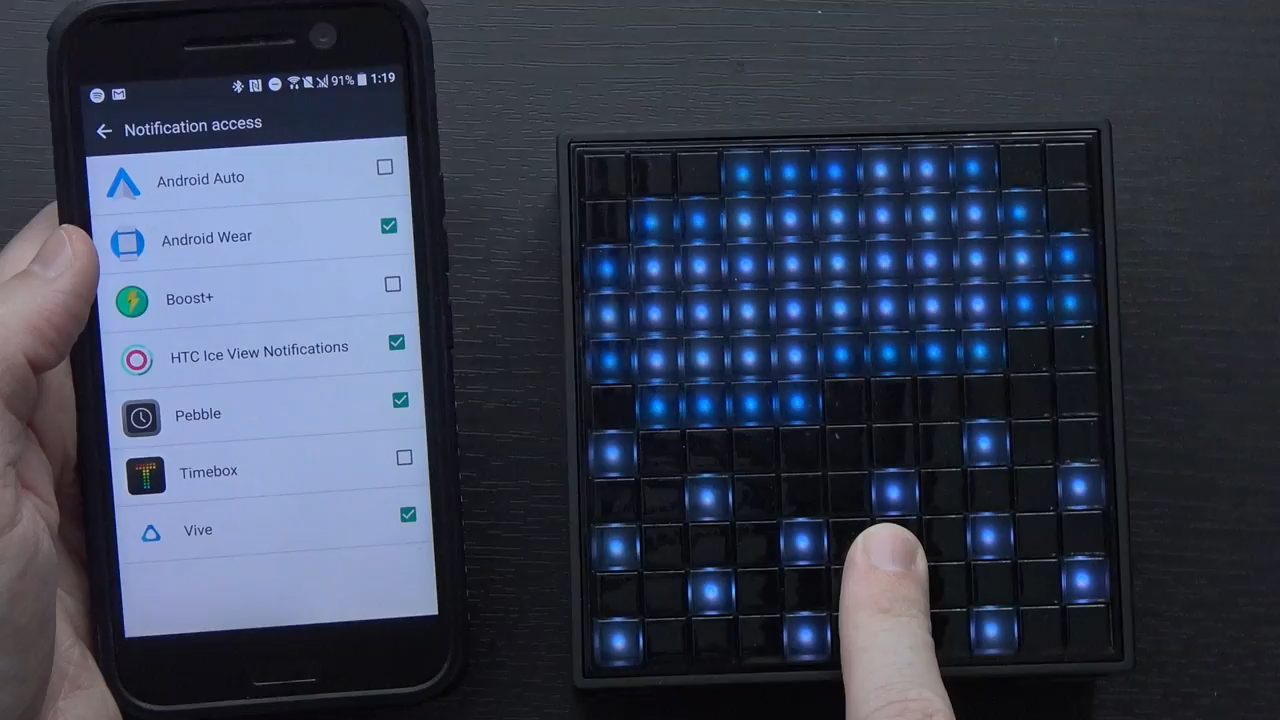 91% 1:19
Notification access
Android Auto
Android Wear
Boost+
HTC Ice View Notifications
Pebble
T Timebox
Vive